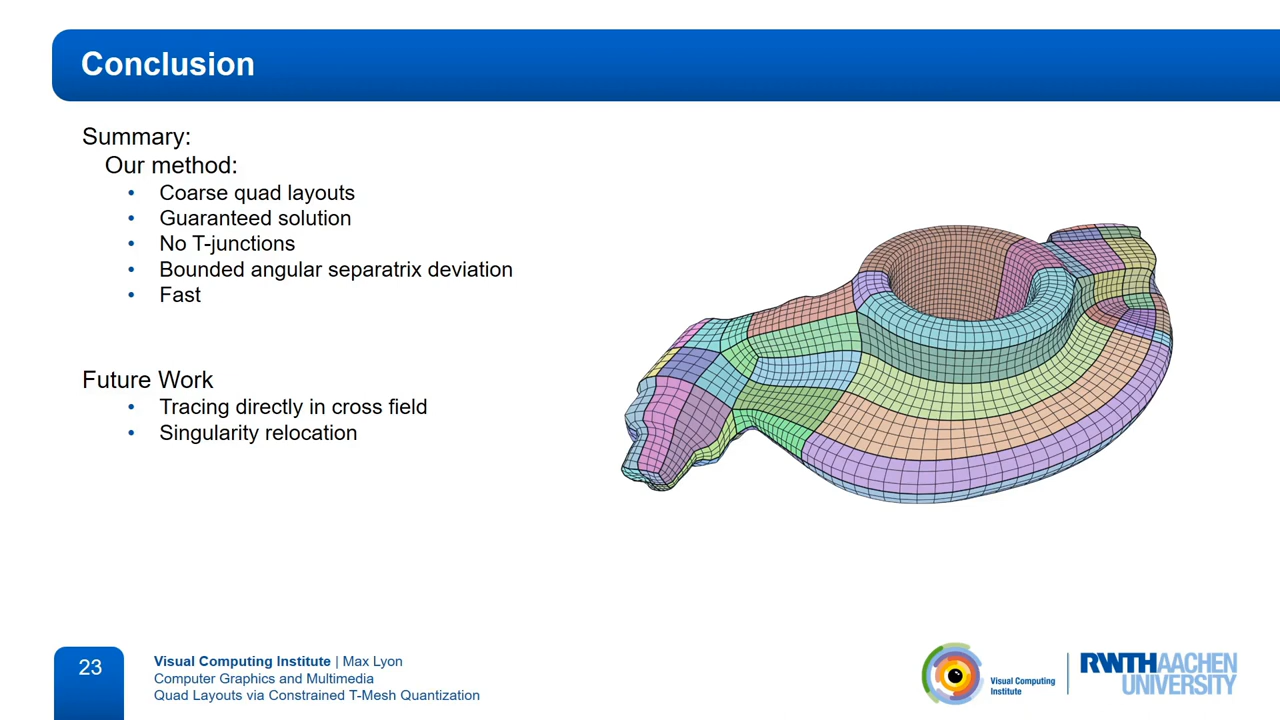 Conclusion
Summary:
Our method:
• Coarse quad layouts
• Guaranteed solution
• No T-junctions
• Bounded angular separatrix deviation
• Fast
Future Work
• Tracing directly in cross field
• Singularity relocation
23
Visual Computing Institute | Max Lyon
Computer Graphics and Multimedia
Quad Layouts via Constrained T-Mesh Quantization
Visual Computing
Institute
RWTHAACHEN
UNIVERSITY